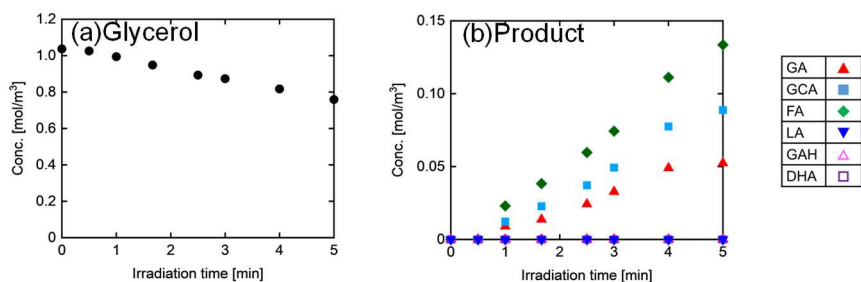 (a)Glycerol
Conc. [mol/m³]
1.2
1.0
0.8
0.6
0.4
0.2
0
0 1 2 3 4 5
Irradiation time [min]
(b)Product
Conc. [mol/m³]
0.15
0.10
0.05
0
0 1 2 3 4 5
Irradiation time [min]
GA
GCA
FA
LA
GAH
DHA